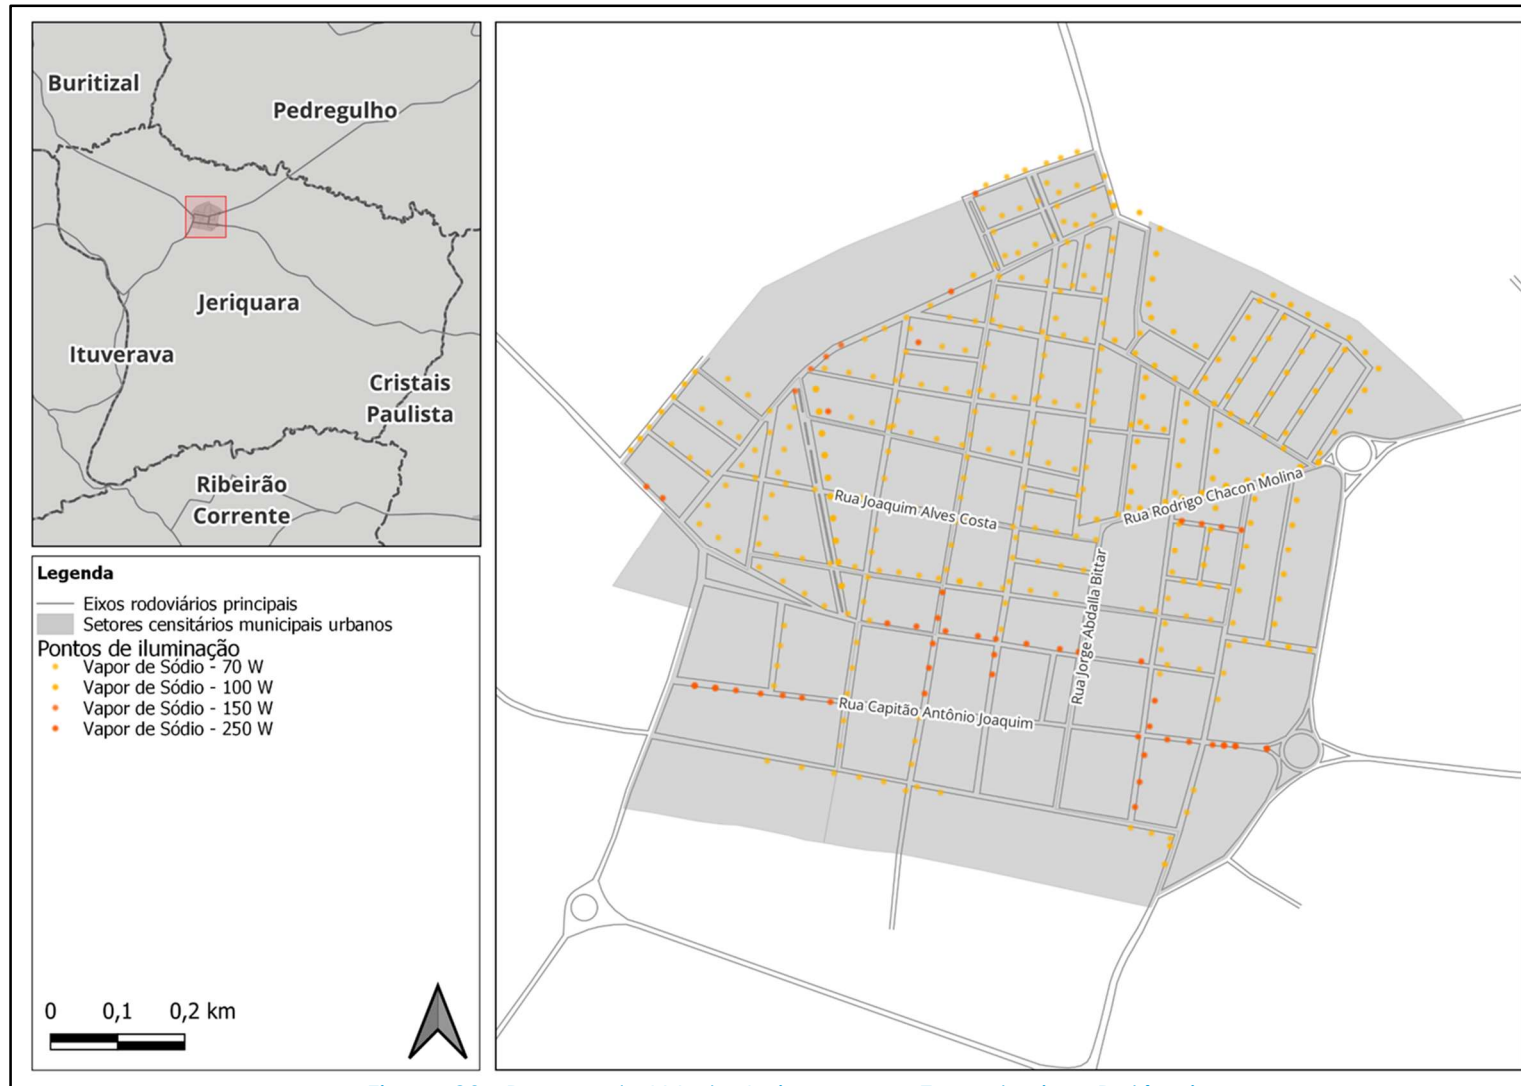 Buritizal
Pedregulho
Jeriquara
Ituverava
Cristais
Paulista
Ribeirão
Corrente
Legenda
Eixos rodoviários principais
Setores censitários municipais urbanos
Pontos de iluminação
Vapor de Sódio - 70 W
Vapor de Sódio - 100 W
Vapor de Sódio - 150 W
Vapor de Sódio - 250 W
0 0,1 0,2 km
Rua Joaquim Alves Costa
Rua Rodrigo Chacon Molina
Rua Jorge Abdalla Bittar
Rua Capitão Antônio Joaquim